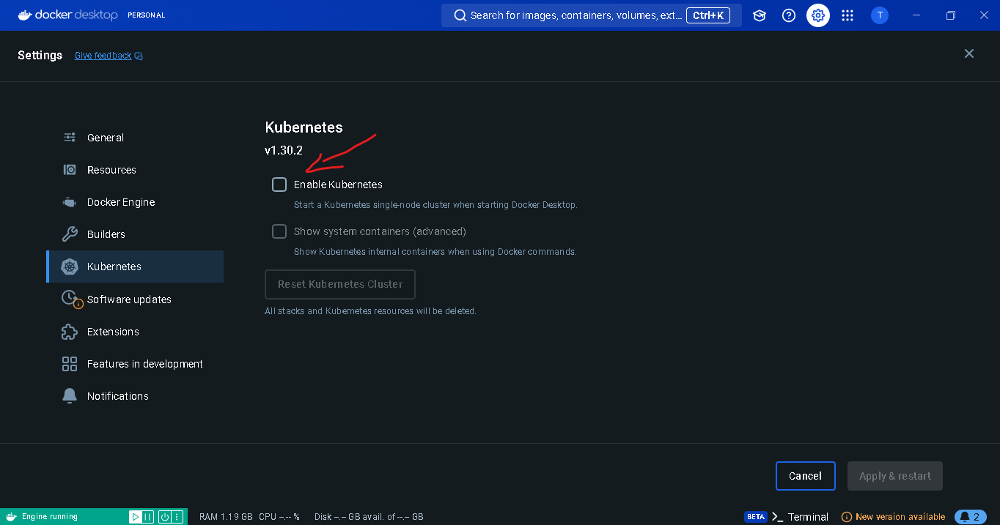 docker desktop PERSONAL
Search for images, containers, volumes, ext... Ctrl+K
T
Settings Give feedback
General
Resources
Docker Engine
Builders
Kubernetes
Software updates
Extensions
Features in development
Notifications
Kubernetes
v1.30.2
Enable Kubernetes
Start a Kubernetes single-node cluster when starting Docker Desktop.
Show system containers (advanced)
Show Kubernetes internal containers when using Docker commands.
Reset Kubernetes Cluster
All stacks and Kubernetes resources will be deleted.
Cancel Apply & restart
Engine running RAM 1.19 GB CPU --.-- % Disk --.-- GB avail. of --.-- GB BETA Terminal New version available 2